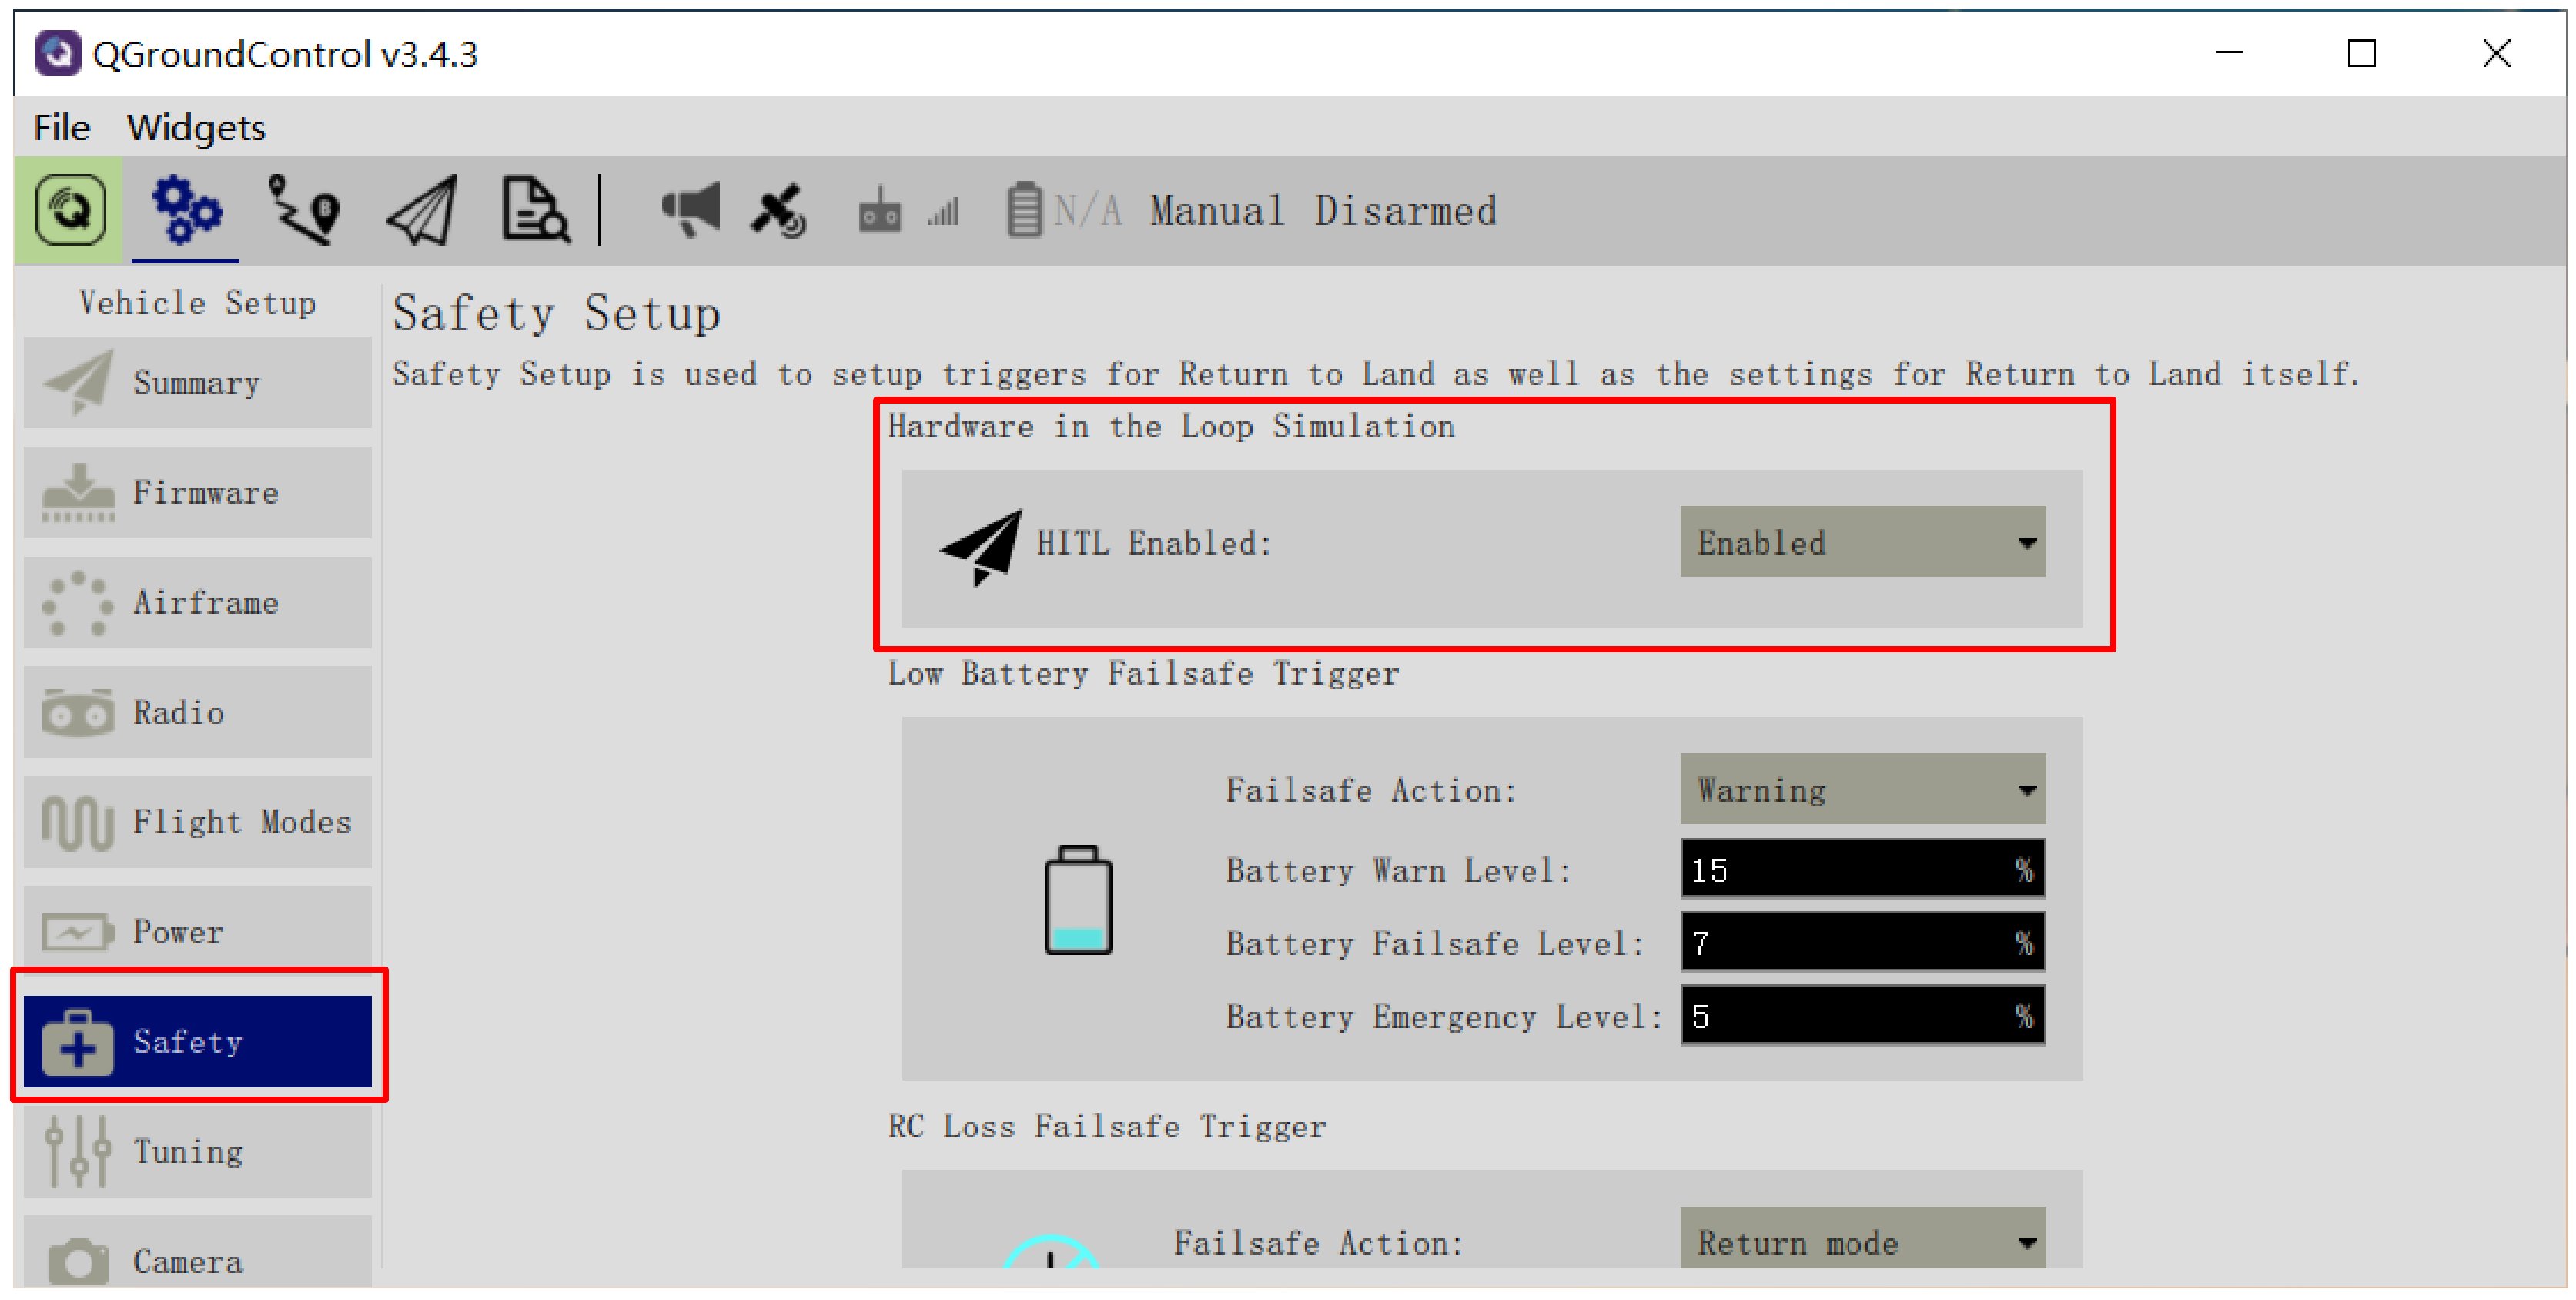 QGroundControl v3.4.3
File Widgets
N/A Manual Disarmed
Vehicle Setup
Summary
Firmware
Airframe
Radio
Flight Modes
Power
Safety
Tuning
Camera
Safety Setup
Safety Setup is used to setup triggers for Return to Land as well as the settings for Return to Land itself.
Hardware in the Loop Simulation
HITL Enabled: Enabled
Low Battery Failsafe Trigger
Failsafe Action: Warning
Battery Warn Level: 15 %
Battery Failsafe Level: 7 %
Battery Emergency Level: 5 %
RC Loss Failsafe Trigger
Failsafe Action: Return mode